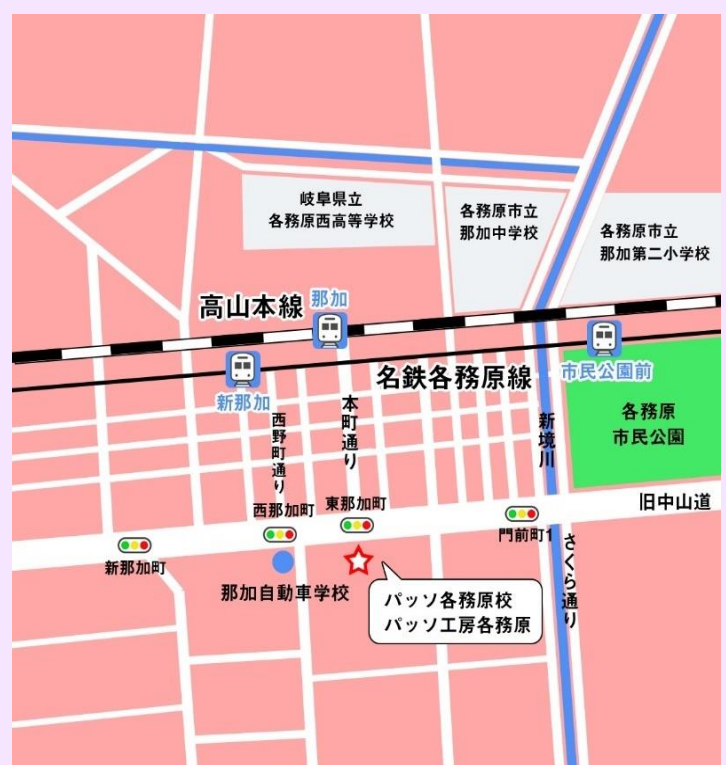 岐阜県立
各務原西高等学校
各務原市立
那加中学校
各務原市立
那加第二小学校
高山本線
那加
新那加
名鉄各務原線
市民公園前
各務原
市民公園
西野町通り
本町通り
新境川
西那加町
東那加町
門前町1
旧中山道
新那加町
那加自動車学校
さくら通り
パッソ各務原校
パッソ工房各務原